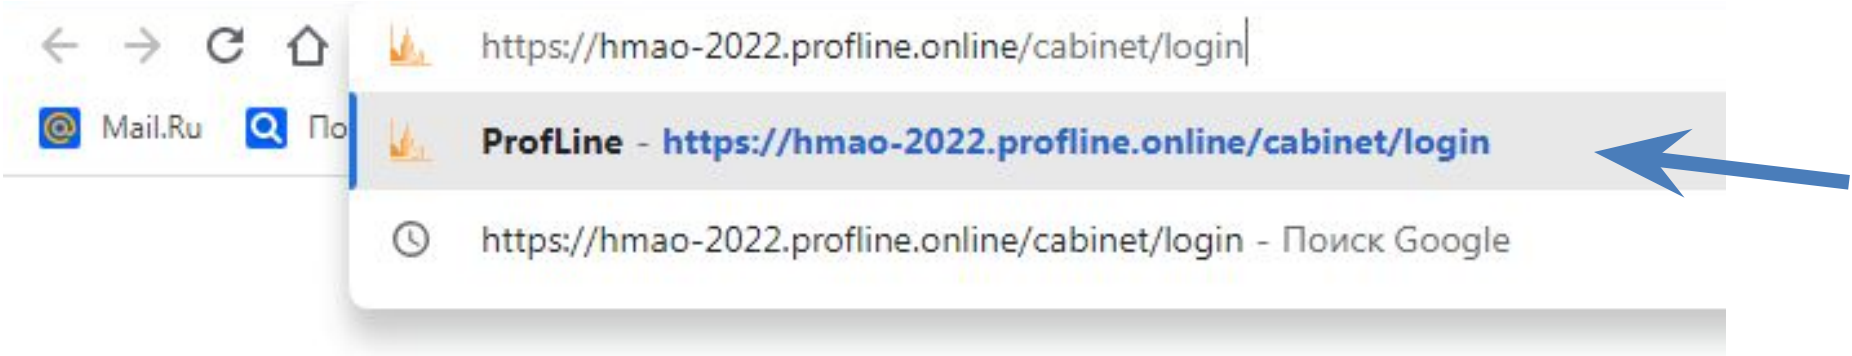 https://hmao-2022.profline.online/cabinet/login
Mail.Ru По
ProfLine - https://hmao-2022.profline.online/cabinet/login
https://hmao-2022.profline.online/cabinet/login - Поиск Google